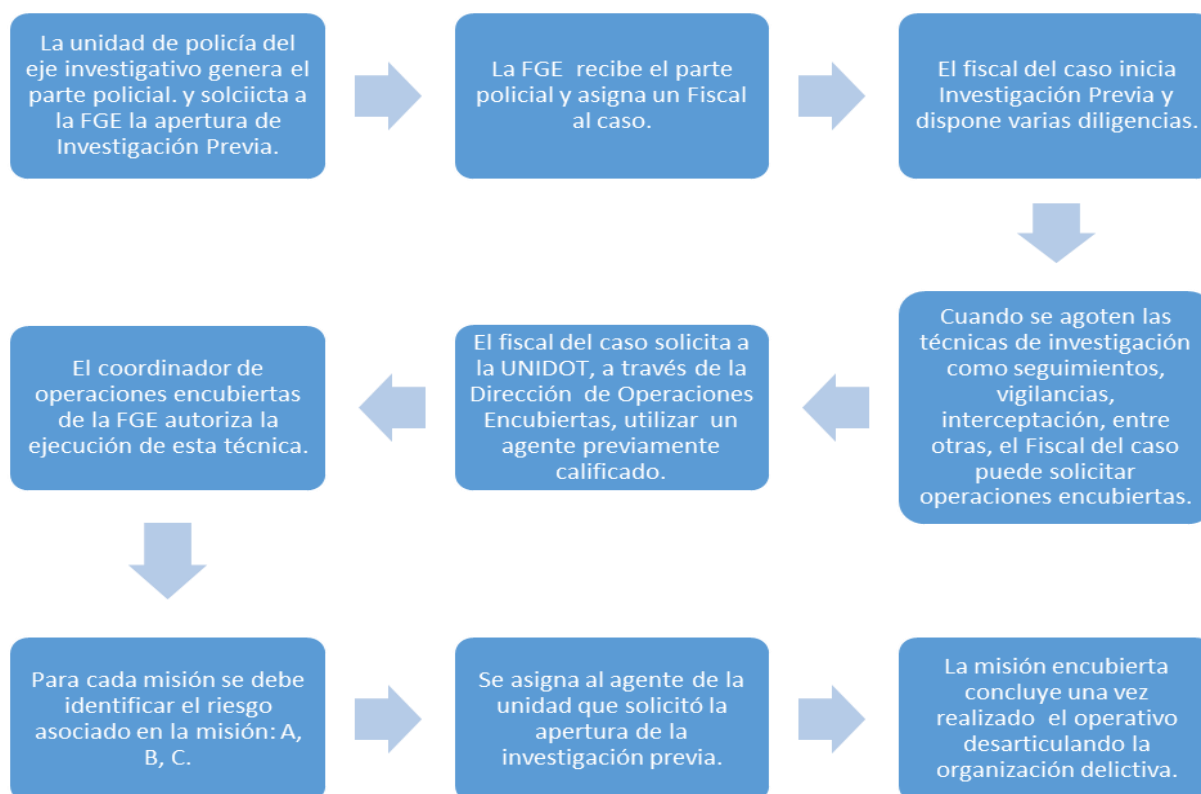 La unidad de policía del
eje investigativo genera el
parte policial. y solciicta a
la FGE la apertura de
Investigación Previa.
La FGE recibe el parte
policial y asigna un Fiscal
al caso.
El fiscal del caso inicia
Investigación Previa y
dispone varias diligencias.
Cuando se agoten las
técnicas de investigación
como seguimientos,
vigilancias,
interceptación, entre
otras, el Fiscal del caso
puede solicitar
operaciones encubiertas.
El fiscal del caso solicita a
la UNIDOT, a través de la
Dirección de Operaciones
Encubiertas, utilizar un
agente previamente
calificado.
El coordinador de
operaciones encubiertas
de la FGE autoriza la
ejecución de esta técnica.
Para cada misión se debe
identificar el riesgo
asociado en la misión: A,
B, C.
Se asigna al agente de la
unidad que solicitó la
apertura de la
investigación previa.
La misión encubierta
concluye una vez
realizado el operativo
desarticulando la
organización delictiva.